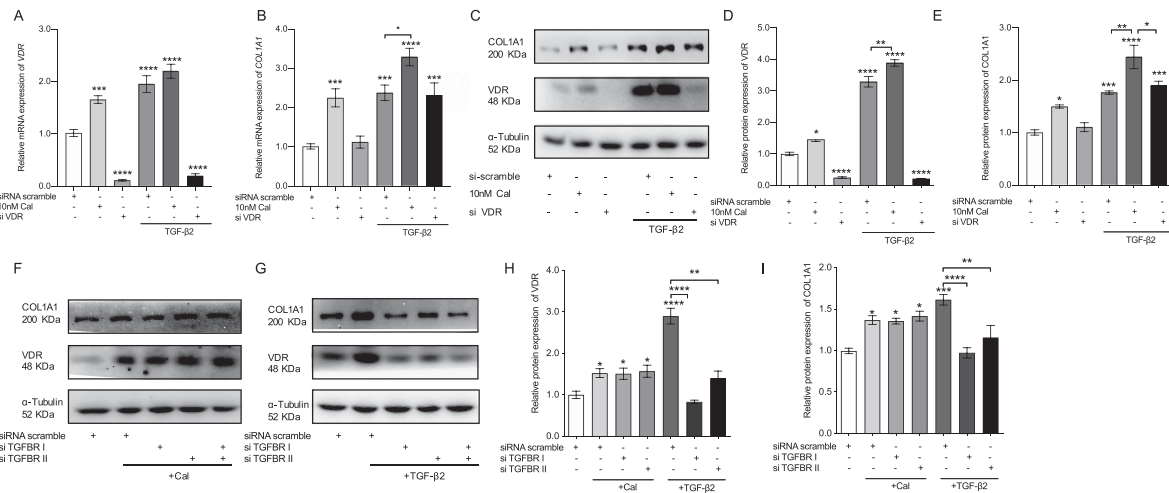 A
Relative mRNA expression of VDR
3.0
2.0
1.0
0.0
***
****
****
****
****
siRNA scramble + - - + - -
10nM Cal - + - - + -
si VDR - - + - - +
TGF-β2
B
Relative mRNA expression of COL1A1
4.0
3.0
2.0
1.0
0.0
***
***
*
****
***
siRNA scramble + - - + - -
10nM Cal - + - - + -
si VDR - - + - - +
TGF-β2
C
COL1A1
200 KDa
VDR
48 KDa
α-Tubulin
52 KDa
si-scramble + +
10nM Cal + +
si VDR + +
TGF-β2
D
Relative protein expression of VDR
5.0
4.0
3.0
2.0
1.0
0.0
*
****
****
**
****
****
siRNA scramble + - - + - -
10nM Cal - + - - + -
si VDR - - + - - +
TGF-β2
E
Relative protein expression of COL1A1
3.0
2.0
1.0
0.0
*
***
**
****
*
***
siRNA scramble + - - + - -
10nM Cal - + - - + -
si VDR - - + - - +
TGF-β2
F
COL1A1
200 KDa
VDR
48 KDa
α-Tubulin
52 KDa
siRNA scramble + +
si TGFBR I + +
si TGFBR II + +
+Cal
G
COL1A1
200 KDa
VDR
48 KDa
α-Tubulin
52 KDa
siRNA scramble + +
si TGFBR I + +
si TGFBR II + +
+TGF-β2
H
Relative protein expression of VDR
4.0
3.0
2.0
1.0
0.0
*
*
*
****
****
**
siRNA scramble + + - - + - -
si TGFBR I - - + - - + -
si TGFBR II - - - + - - +
+Cal
+TGF-β2
I
Relative protein expression of COL1A1
2.0
1.5
1.0
0.5
0.0
*
*
*
***
****
**
siRNA scramble + + - - + - -
si TGFBR I - - + - - + -
si TGFBR II - - - + - - +
+Cal
+TGF-β2